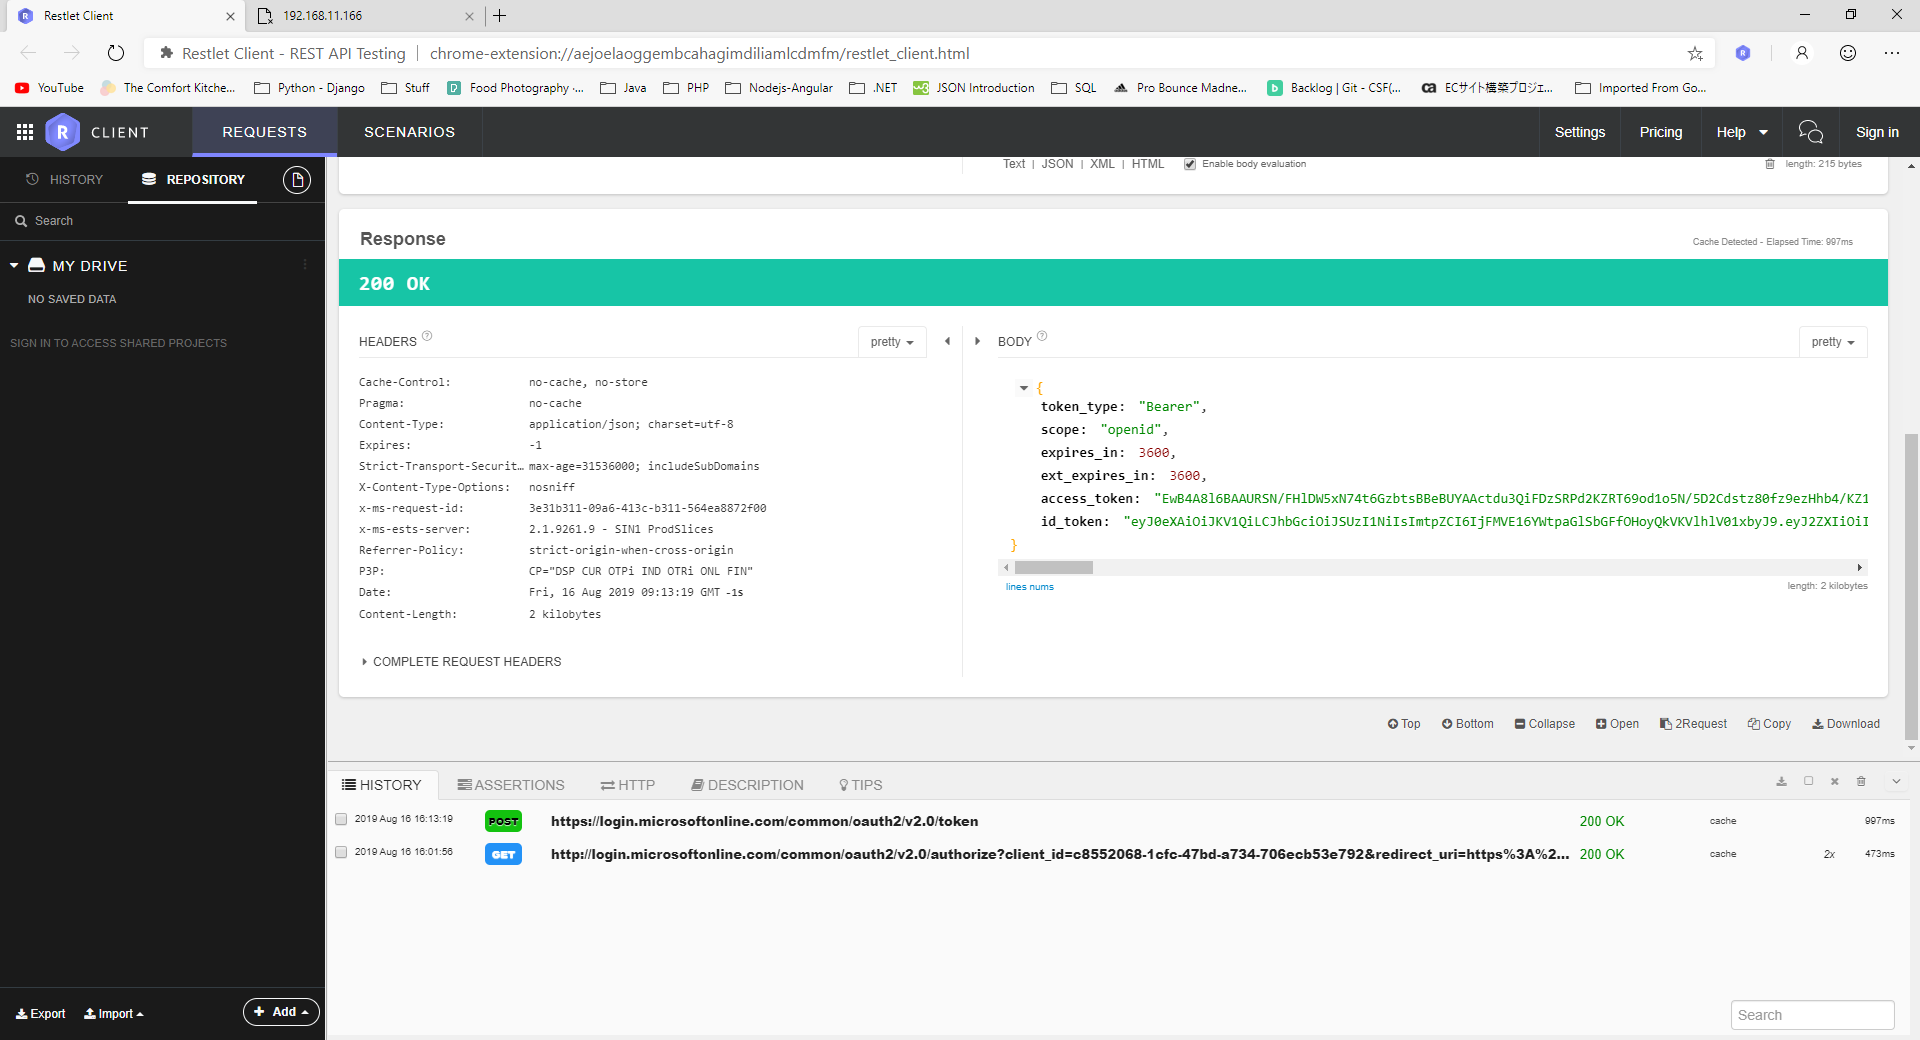 Restlet Client
192.168.11.166
Restlet Client - REST API Testing | chrome-extension://aejoelaoggembcahagimdiliamlcdmfm/restlet_client.html
YouTube The Comfort Kitche... Python - Django Stuff Food Photography -... Java PHP Nodejs-Angular .NET JSON Introduction SQL Pro Bounce Madne... Backlog | Git - CSF(... ECサイト構築プロジェ... Imported From Go...
R CLIENT REQUESTS SCENARIOS Settings Pricing Help Sign in
HISTORY REPOSITORY
Search
MY DRIVE
NO SAVED DATA
SIGN IN TO ACCESS SHARED PROJECTS
Export Import + Add
Text | JSON | XML | HTML Enable body evaluation length: 215 bytes
Response
Cache Detected - Elapsed Time: 997ms
200 OK
HEADERS ? pretty
Cache-Control: no-cache, no-store
Pragma: no-cache
Content-Type: application/json; charset=utf-8
Expires: -1
Strict-Transport-Securit... max-age=31536000; includeSubDomains
X-Content-Type-Options: nosniff
x-ms-request-id: 3e31b311-09a6-413c-b311-564ea8872f00
x-ms-ests-server: 2.1.9261.9 - SIN1 ProdSlices
Referrer-Policy: strict-origin-when-cross-origin
P3P: CP="DSP CUR OTPi IND OTRi ONL FIN"
Date: Fri, 16 Aug 2019 09:13:19 GMT -1s
Content-Length: 2 kilobytes
COMPLETE REQUEST HEADERS
BODY ? pretty
{
token_type: "Bearer",
scope: "openid",
expires_in: 3600,
ext_expires_in: 3600,
access_token: "EwB4A8l6BAAURSN/FHlDW5xN74t6GzbtsBBeBUYAActdu3QiFDzSRPd2KZRT69od1o5N/5D2Cdstz80fz9ezHhb4/KZ1
id_token: "eyJ0eXAiOiJKV1QiLCJhbGciOiJSUzI1NiIsImtpZCI6IjFMVE16YWtpaGlSbGFfOHoyQkVKVlhlV01xbyJ9.eyJ2ZXIiOiI
}
lines nums length: 2 kilobytes
Top Bottom Collapse Open 2Request Copy Download
HISTORY ASSERTIONS HTTP DESCRIPTION TIPS
2019 Aug 16 16:13:19 POST https://login.microsoftonline.com/common/oauth2/v2.0/token 200 OK cache 997ms
2019 Aug 16 16:01:56 GET http://login.microsoftonline.com/common/oauth2/v2.0/authorize?client_id=c8552068-1cfc-47bd-a734-706ecb53e792&redirect_uri=https%3A%2... 200 OK cache 2x 473ms
Search